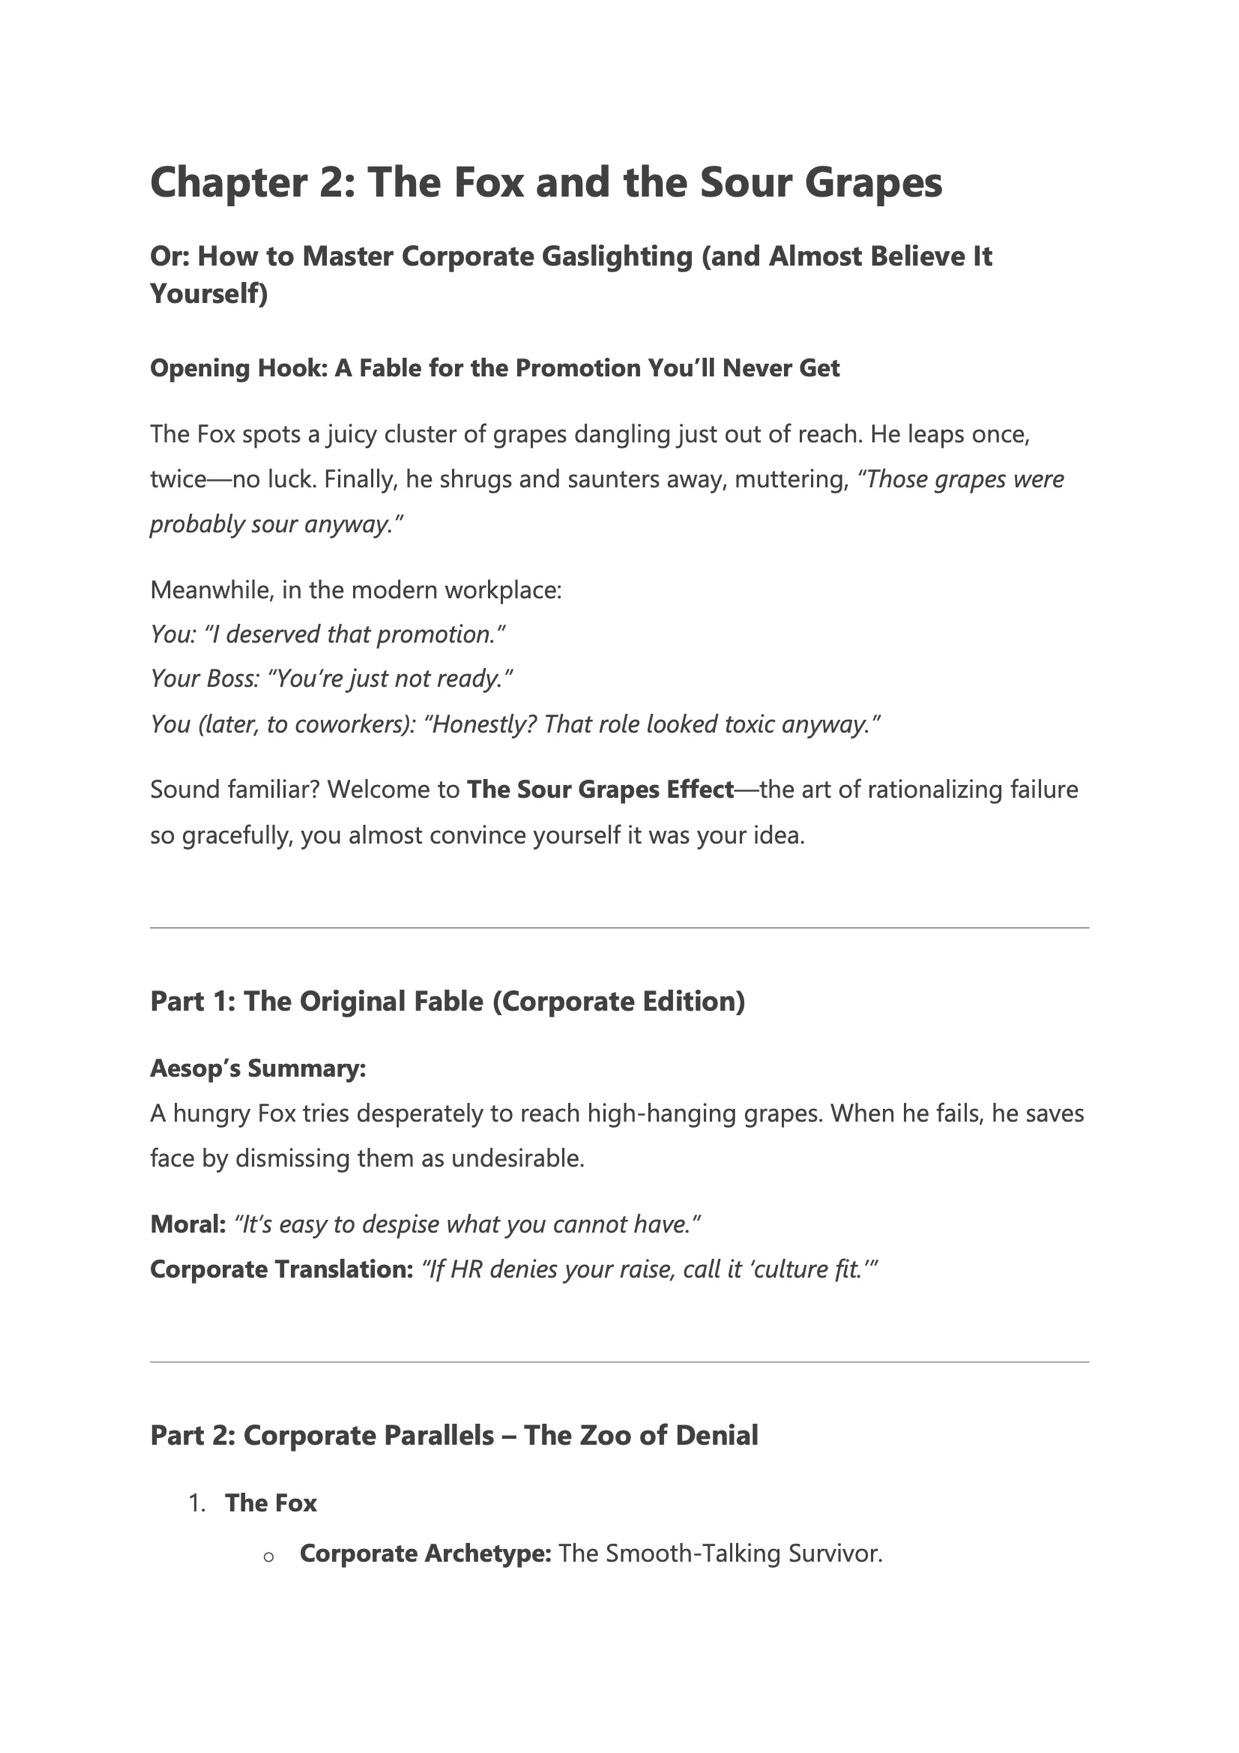 Chapter 2: The Fox and the Sour Grapes
Or: How to Master Corporate Gaslighting (and Almost Believe It
Yourself)
Opening Hook: A Fable for the Promotion You’ll Never Get
The Fox spots a juicy cluster of grapes dangling just out of reach. He leaps once,
twice—no luck. Finally, he shrugs and saunters away, muttering, “Those grapes were
probably sour anyway.”
Meanwhile, in the modern workplace:
You: “I deserved that promotion.”
Your Boss: “You’re just not ready.”
You (later, to coworkers): “Honestly? That role looked toxic anyway.”
Sound familiar? Welcome to The Sour Grapes Effect—the art of rationalizing failure
so gracefully, you almost convince yourself it was your idea.
Part 1: The Original Fable (Corporate Edition)
Aesop’s Summary:
A hungry Fox tries desperately to reach high-hanging grapes. When he fails, he saves
face by dismissing them as undesirable.
Moral: “It’s easy to despise what you cannot have.”
Corporate Translation: “If HR denies your raise, call it ‘culture fit.’”
Part 2: Corporate Parallels – The Zoo of Denial
1. The Fox
o Corporate Archetype: The Smooth-Talking Survivor.